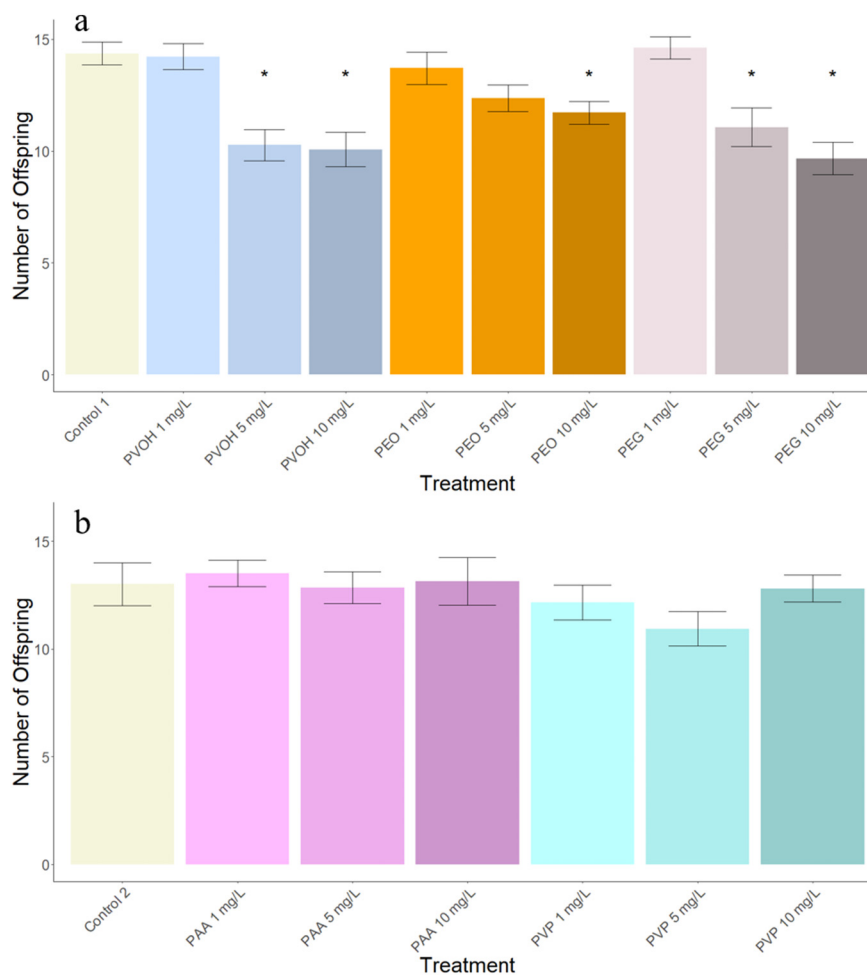 a
Number of Offspring
15
10
5
0
* * * * *
Control 1
PVOH 1 mg/L
PVOH 5 mg/L
PVOH 10 mg/L
PEO 1 mg/L
PEO 5 mg/L
PEO 10 mg/L
PEG 1 mg/L
PEG 5 mg/L
PEG 10 mg/L
Treatment
b
Number of Offspring
15
10
5
0
Control 2
PAA 1 mg/L
PAA 5 mg/L
PAA 10 mg/L
PVP 1 mg/L
PVP 5 mg/L
PVP 10 mg/L
Treatment